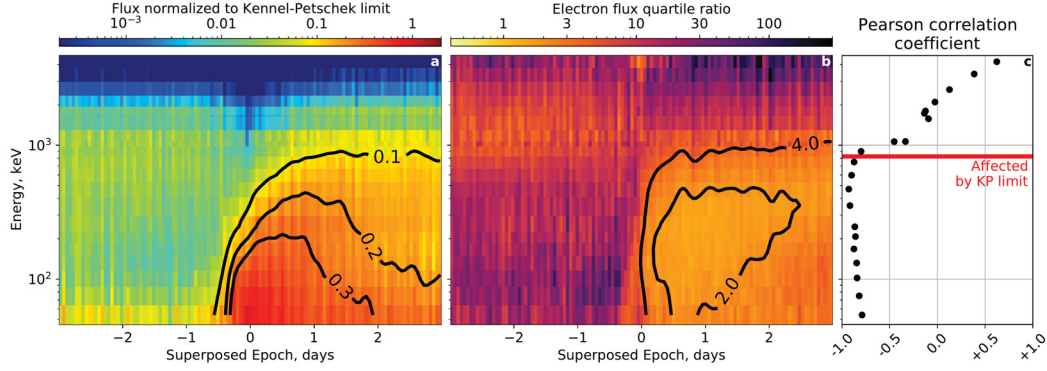 Flux normalized to Kennel-Petschek limit
10⁻³ 0.01 0.1 1
Electron flux quartile ratio
1 3 10 30 100
Pearson correlation
coefficient
a
b
c
Energy, keV
10³
10²
0.1
0.2
0.3
4.0
2.0
Affected
by KP limit
−2 −1 0 1 2
Superposed Epoch, days
−2 −1 0 1 2
Superposed Epoch, days
-1.0 -0.5 0.0 +0.5 +1.0